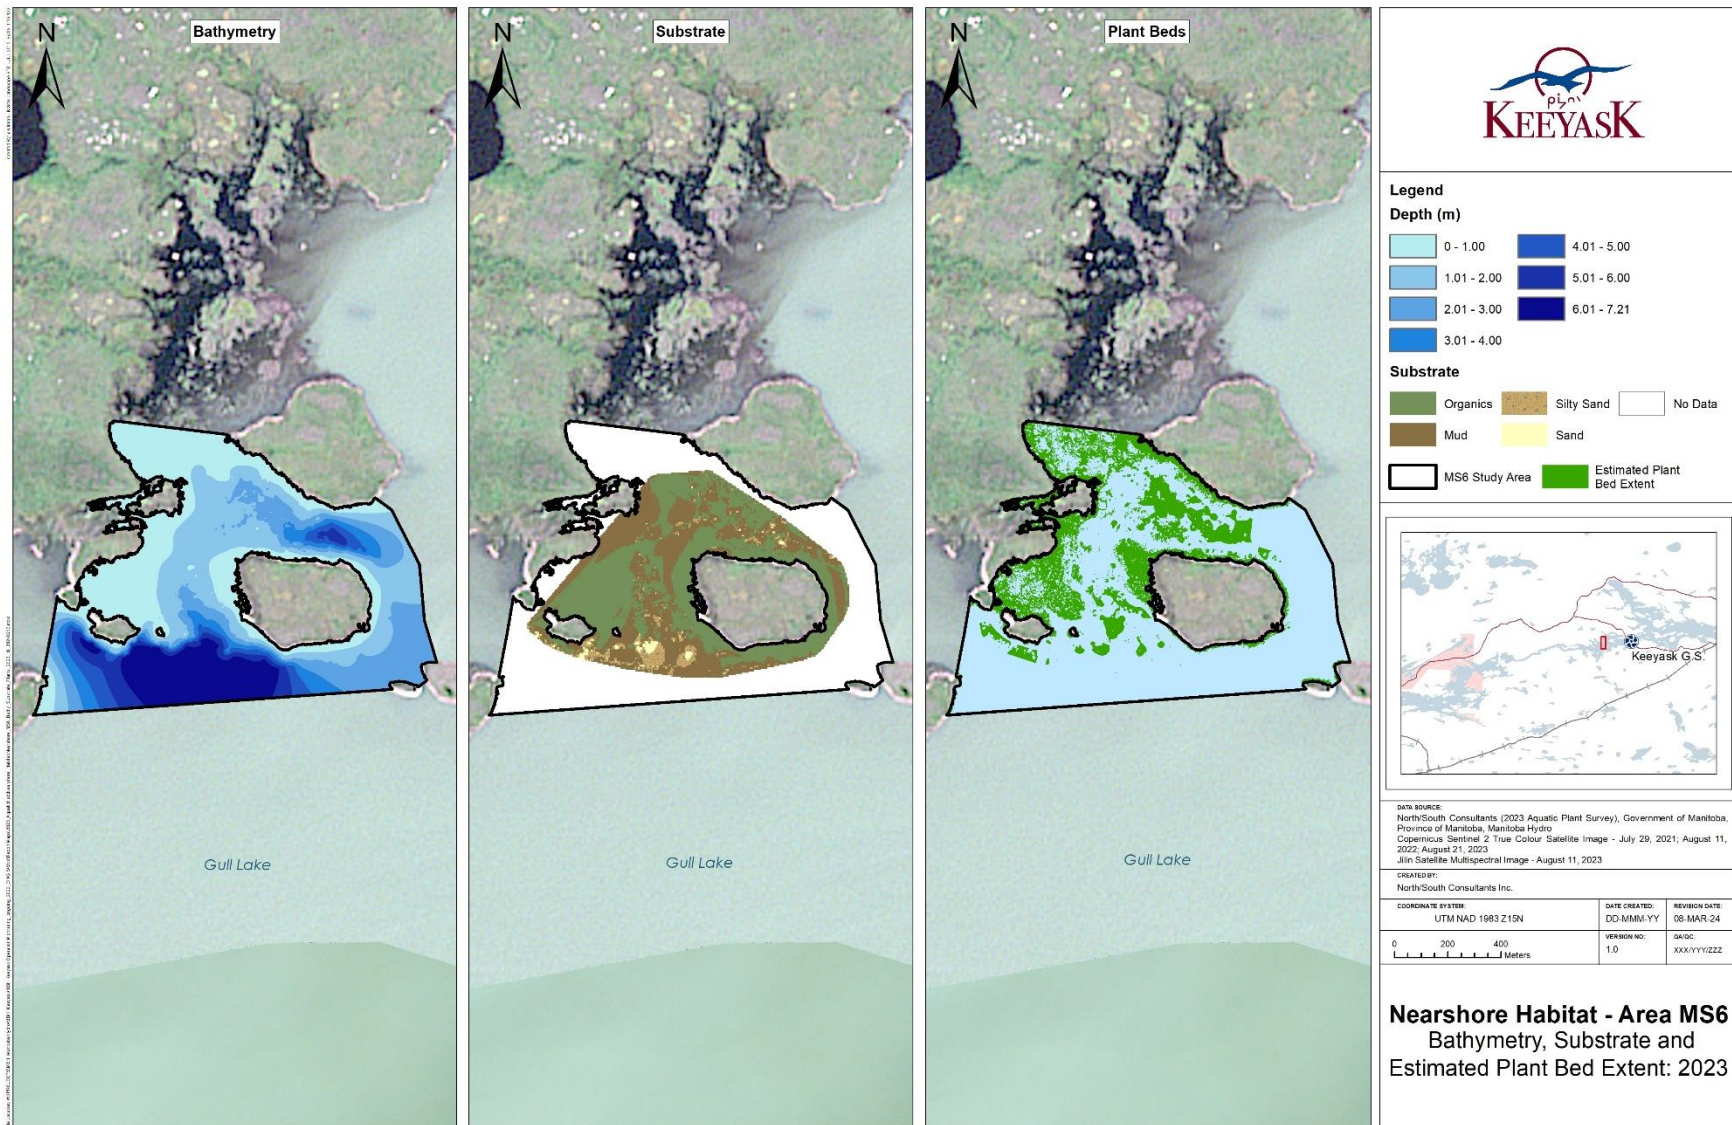 N
Bathymetry
Gull Lake
N
Substrate
Gull Lake
N
Plant Beds
Gull Lake
KEEYASK
Legend
Depth (m)
0 - 1.00
4.01 - 5.00
1.01 - 2.00
5.01 - 6.00
2.01 - 3.00
6.01 - 7.21
3.01 - 4.00
Substrate
Organics
Silty Sand
No Data
Mud
Sand
MS6 Study Area
Estimated Plant
Bed Extent
Keeyask G.S.
DATA SOURCE:
North/South Consultants (2023 Aquatic Plant Survey), Government of Manitoba,
Province of Manitoba, Manitoba Hydro
Copernicus Sentinel 2 True Colour Satellite Image - July 29, 2021; August 11,
2022; August 21, 2023
Jilin Satellite Multispectral Image - August 11, 2023
CREATED BY:
North/South Consultants Inc.
COORDINATE SYSTEM:
UTM NAD 1983 Z15N
DATE CREATED:
DD-MMM-YY
REVISION DATE:
08-MAR-24
0 200 400
Meters
VERSION NO:
1.0
QA/QC:
XXX/YYY/ZZZ
Nearshore Habitat - Area MS6
Bathymetry, Substrate and
Estimated Plant Bed Extent: 2023